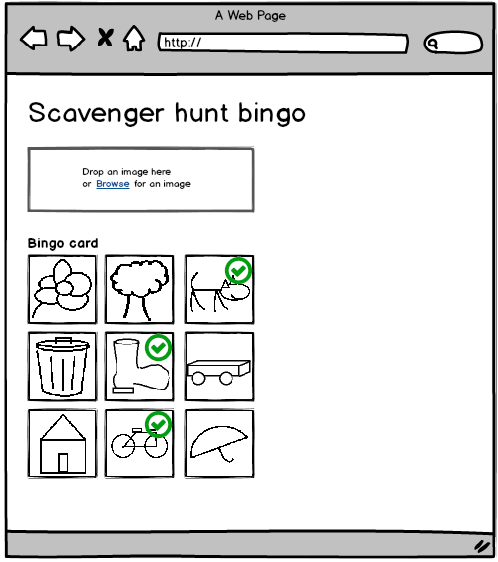 A Web Page
http://
Scavenger hunt bingo
Drop an image here
or Browse for an image
Bingo card